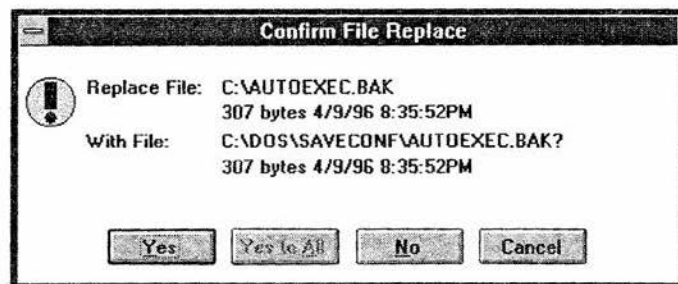 Confirm File Replace
Replace File: C:\AUTOEXEC.BAK
307 bytes 4/9/96 8:35:52PM
With File: C:\DOS\SAVECONF\AUTOEXEC.BAK?
307 bytes 4/9/96 8:35:52PM
Yes Yes to All No Cancel